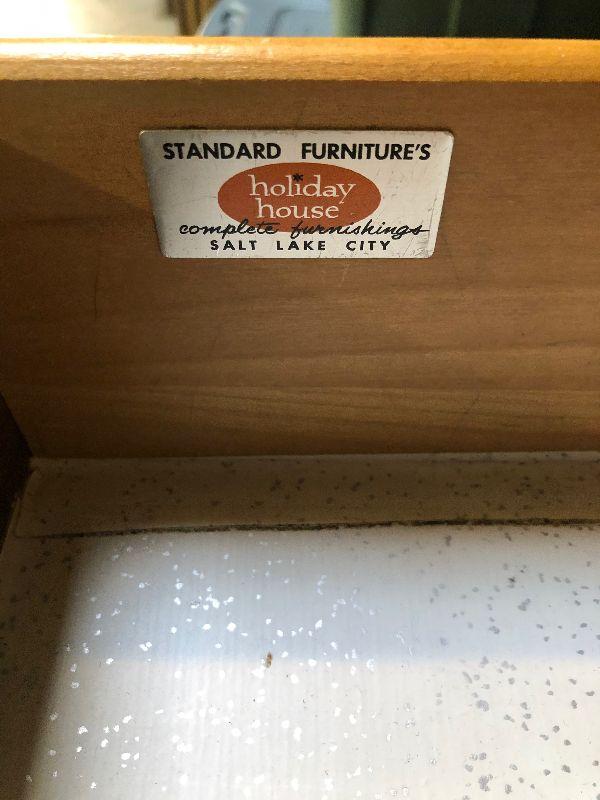 STANDARD FURNITURE'S
holiday
house
complete furnishings
SALT LAKE CITY